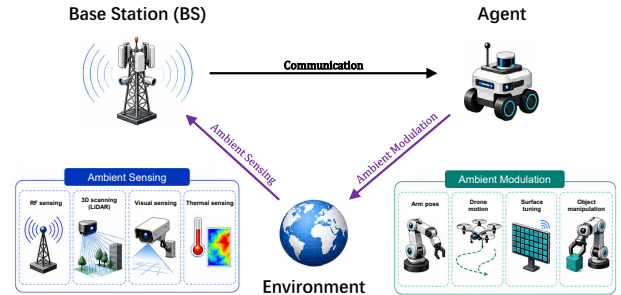 Base Station (BS)
Agent
Communication
Ambient Sensing
Ambient Modulation
Ambient Sensing
RF sensing
3D scanning
(LiDAR)
Visual sensing
Thermal sensing
Ambient Modulation
Arm pose
Drone
motion
Surface
tuning
Object
manipulation
Environment